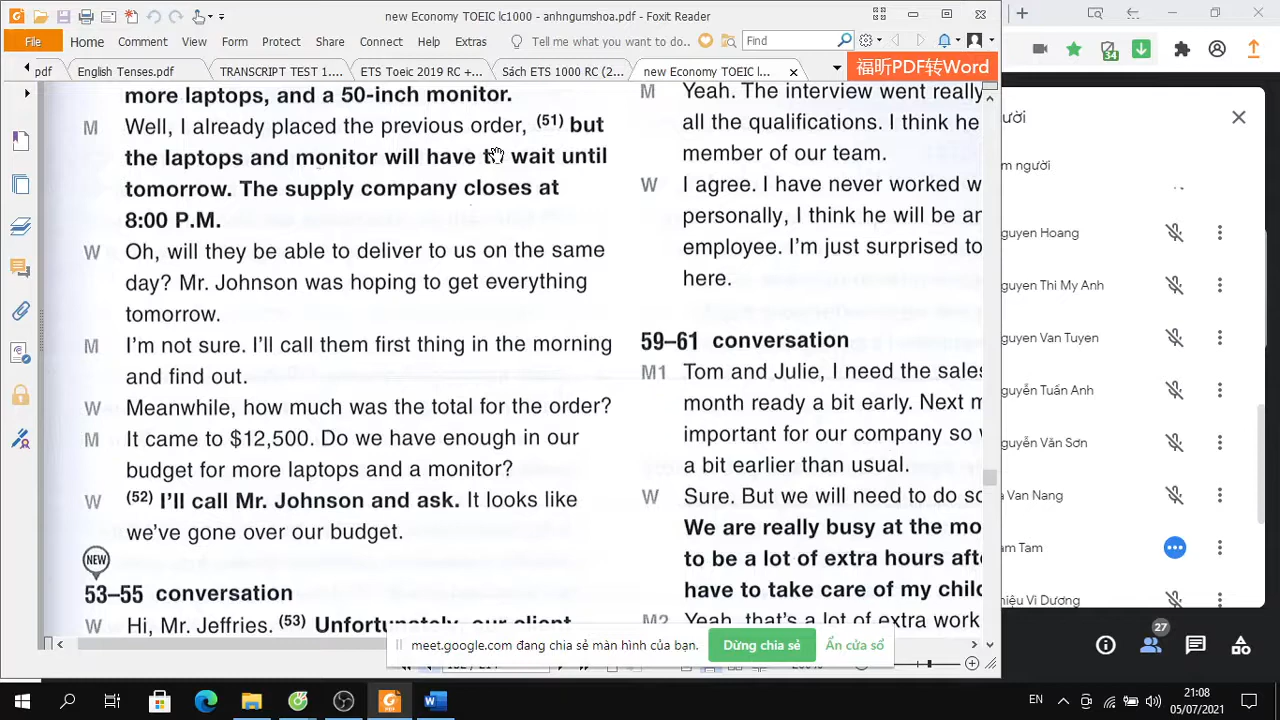 new Economy TOEIC lc1000 - anhngumshoa.pdf - Foxit Reader
File Home Comment View Form Protect Share Connect Help Extras Tell me what you want to do.. Find
34
pdf English Tenses.pdf TRANSCRIPT TEST 1.... ETS Toeic 2019 RC +... Sách ETS 1000 RC (2... new Economy TOEIC l...
福昕PDF转Word
more laptops, and a 50-inch monitor.
M Well, I already placed the previous order, (51) but
the laptops and monitor will have to wait until
tomorrow. The supply company closes at
8:00 P.M.
W Oh, will they be able to deliver to us on the same
day? Mr. Johnson was hoping to get everything
tomorrow.
M I'm not sure. I'll call them first thing in the morning
and find out.
W Meanwhile, how much was the total for the order?
M It came to $12,500. Do we have enough in our
budget for more laptops and a monitor?
W (52) I'll call Mr. Johnson and ask. It looks like
we've gone over our budget.
NEW
53–55 conversation
W Hi, Mr. Jeffries. (53) Unfortunately, our client
M Yeah. The interview went really
all the qualifications. I think he
member of our team.
W I agree. I have never worked w
personally, I think he will be an
employee. I'm just surprised to
here.
59–61 conversation
M1 Tom and Julie, I need the sales
month ready a bit early. Next m
important for our company so w
a bit earlier than usual.
W Sure. But we will need to do so
We are really busy at the mo
to be a lot of extra hours afte
have to take care of my chilc
M2 Yeah, that's a lot of extra work
meet.google.com đang chia sẻ màn hình của bạn. Dừng chia sẻ Ẩn cửa sổ
ười
m người
guyen Hoang
guyen Thi My Anh
guyen Van Tuyen
guyễn Tuấn Anh
guyễn Văn Sơn
a Van Nang
am Tam
hiệu Vi Dương
27
EN
21:08
05/07/2021